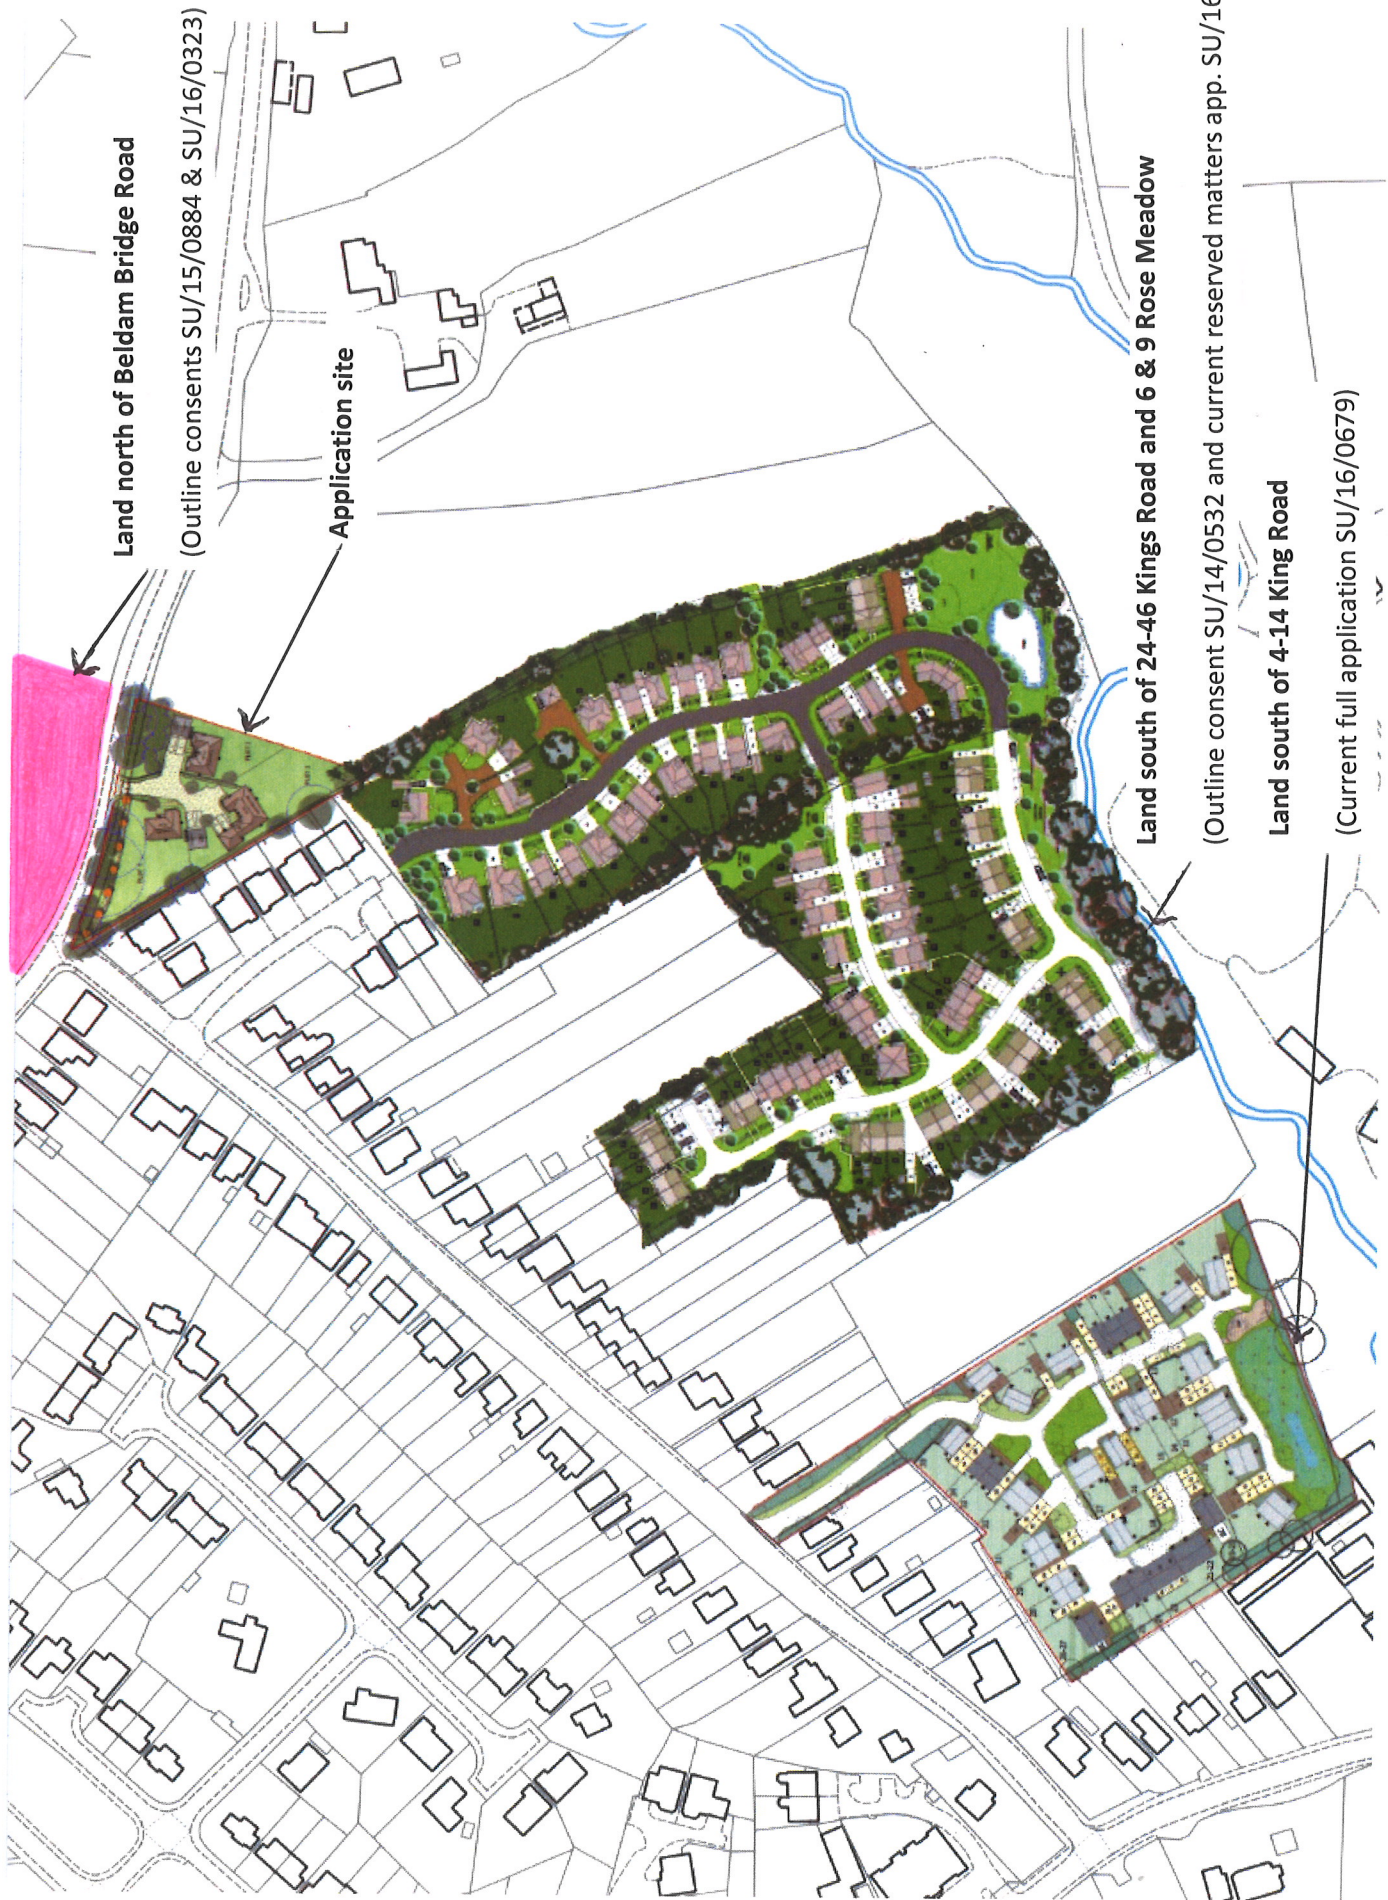 Land north of Beldam Bridge Road
(Outline consents SU/15/0884 & SU/16/0323)
Application site
Land south of 24-46 Kings Road and 6 & 9 Rose Meadow
(Outline consent SU/14/0532 and current reserved matters app. SU/16
Land south of 4-14 King Road
(Current full application SU/16/0679)